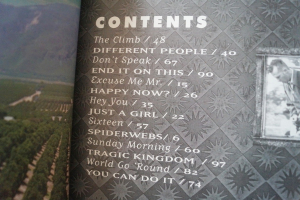 CONTENTS
The Climb / 48
DIFFERENT PEOPLE / 40
Don't Speak / 67
END IT ON THIS / 90
Excuse Me Mr. / 15
HAPPY NOW? / 26
Hey You / 35
JUST A GIRL / 22
Sixteen / 57
SPIDERWEBS / 6
Sunday Morning / 60
TRAGIC KINGDOM / 97
World Go 'Round / 82
YOU CAN DO IT / 74